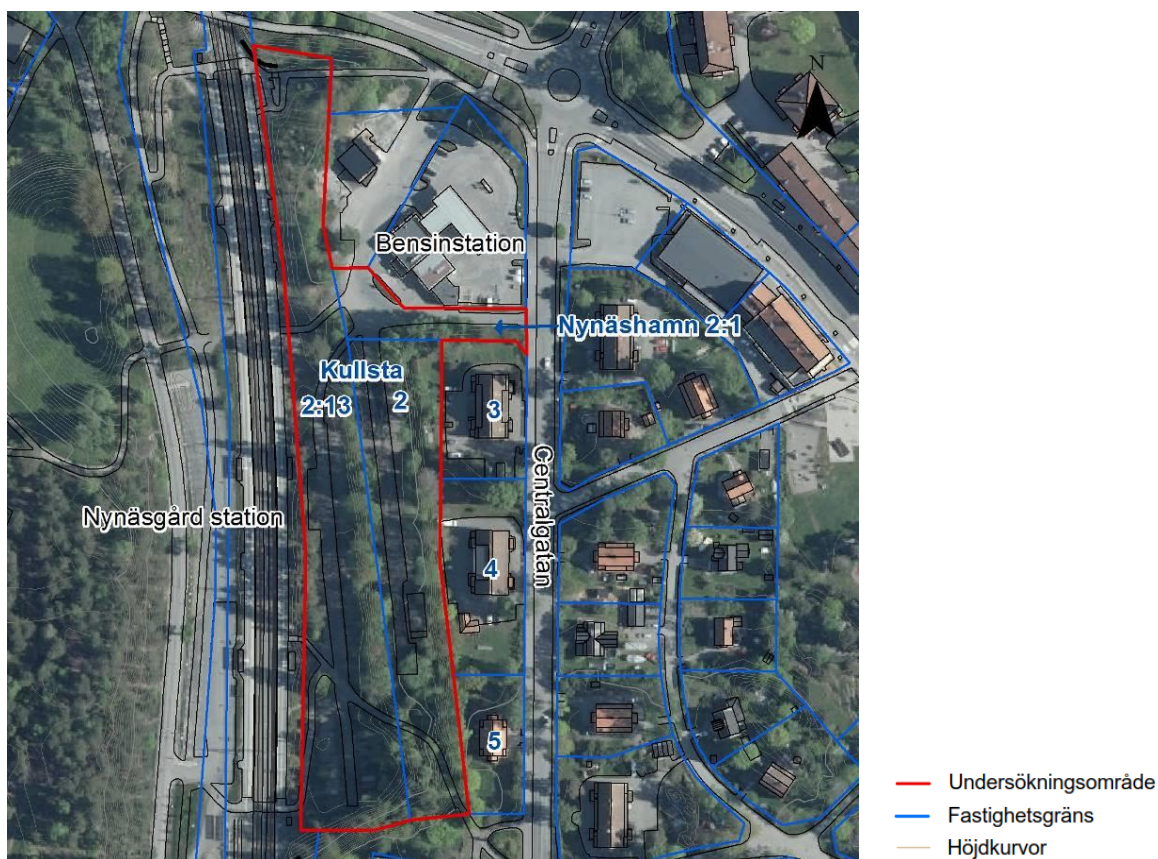 N
Bensinstation
Nynäshamn 2:1
Kullsta
2:13
2
3
Centralgatan
Nynäsgård station
4
5
Undersökningsområde
Fastighetsgräns
Höjdkurvor